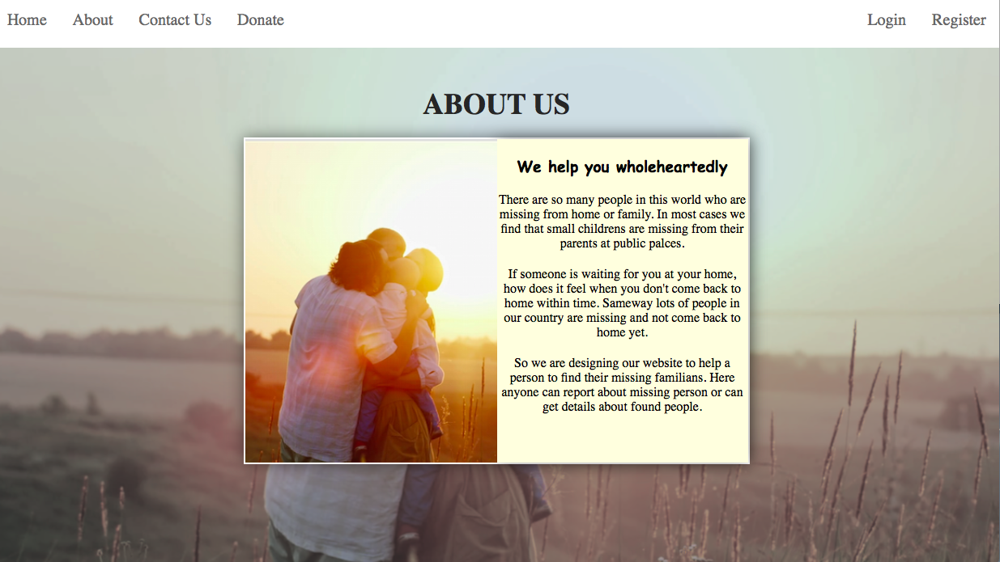 Home About Contact Us Donate Login Register
ABOUT US
We help you wholeheartedly
There are so many people in this world who are
missing from home or family. In most cases we
find that small childrens are missing from their
parents at public palces.
If someone is waiting for you at your home,
how does it feel when you don't come back to
home within time. Sameway lots of people in
our country are missing and not come back to
home yet.
So we are designing our website to help a
person to find their missing familians. Here
anyone can report about missing person or can
get details about found people.